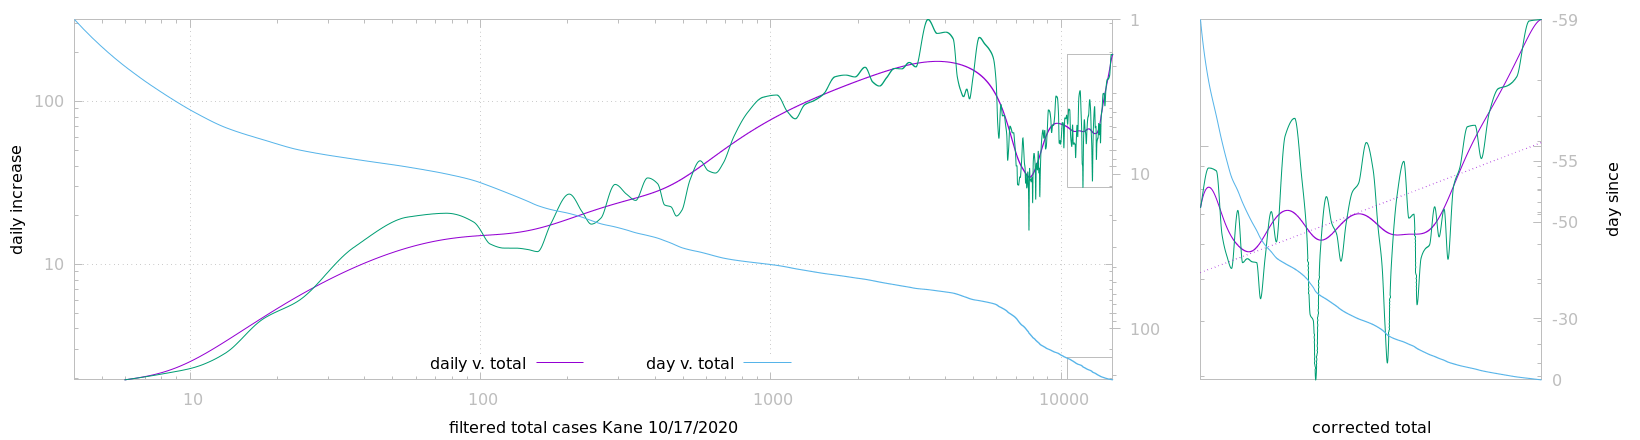 daily increase
100
10
10
100
1000
10000
1
10
100
daily v. total
day v. total
filtered total cases Kane 10/17/2020
-59
-55
-50
-30
0
day since
corrected total